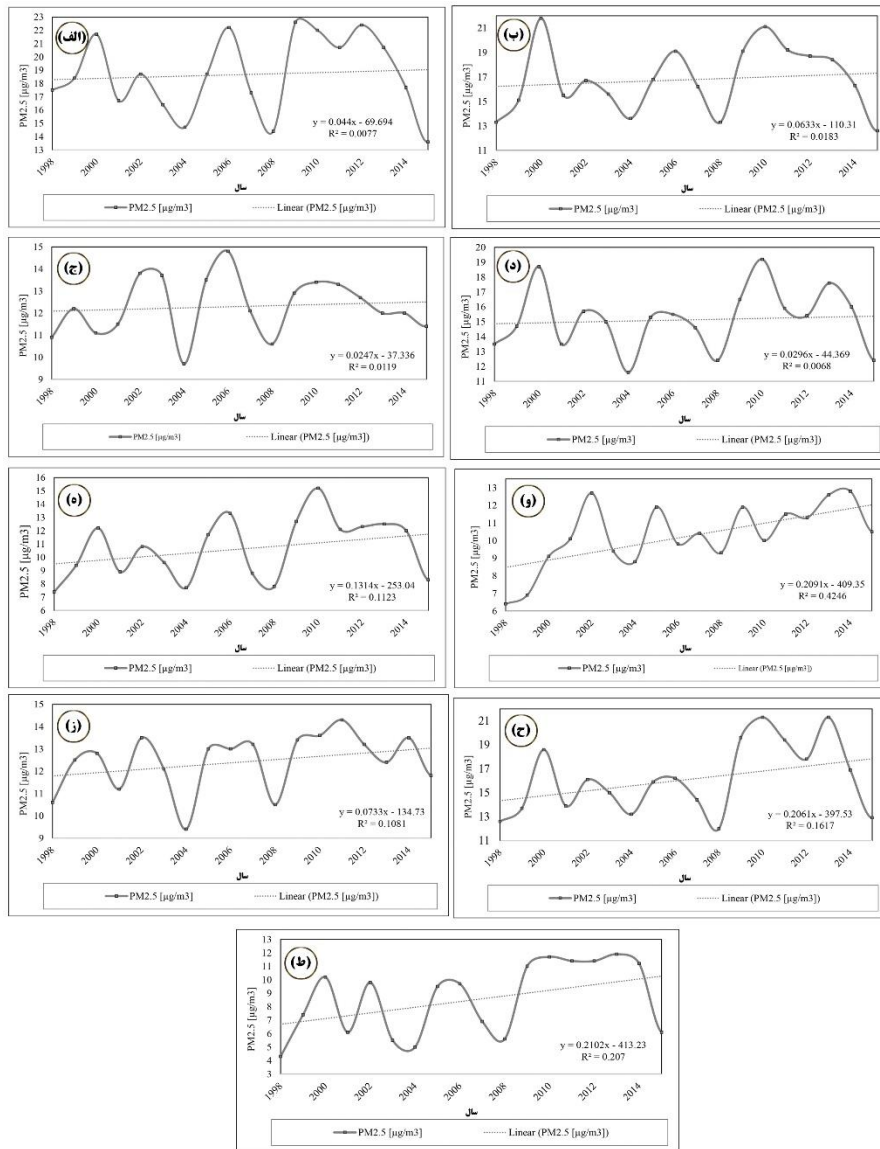 (الف)
PM2.5 [µg/m3]
23
22
21
20
19
18
17
16
15
14
13
y = 0.044x - 69.694
R² = 0.0077
1998
2000
2002
2004
2006
2008
2010
2012
2014
سال
PM2.5 [µg/m3]
Linear (PM2.5 [µg/m3])
(ب)
PM2.5 [µg/m3]
21
19
17
15
13
11
y = 0.0633x - 110.31
R² = 0.0183
1998
2000
2002
2004
2006
2008
2010
2012
2014
سال
PM2.5 [µg/m3]
Linear (PM2.5 [µg/m3])
(ج)
PM2.5 [µg/m3]
15
14
13
12
11
10
9
y = 0.0247x - 37.336
R² = 0.0119
1998
2000
2002
2004
2006
2008
2010
2012
2014
سال
PM2.5 [µg/m3]
Linear (PM2.5 [µg/m3])
(د)
PM2.5 [µg/m3]
20
19
18
17
16
15
14
13
12
11
y = 0.0296x - 44.369
R² = 0.0068
1998
2000
2002
2004
2006
2008
2010
2012
2014
سال
PM2.5 [µg/m3]
Linear (PM2.5 [µg/m3])
(ه)
PM2.5 [µg/m3]
16
15
14
13
12
11
10
9
8
7
6
y = 0.1314x - 253.04
R² = 0.1123
1998
2000
2002
2004
2006
2008
2010
2012
2014
سال
PM2.5 [µg/m3]
Linear (PM2.5 [µg/m3])
(و)
PM2.5 [µg/m3]
13
12
11
10
9
8
7
6
y = 0.2091x - 409.35
R² = 0.4246
1998
2000
2002
2004
2006
2008
2010
2012
2014
سال
PM2.5 [µg/m3]
Linear (PM2.5 [µg/m3])
(ز)
PM2.5 [µg/m3]
15
14
13
12
11
10
9
y = 0.0733x - 134.73
R² = 0.1081
1998
2000
2002
2004
2006
2008
2010
2012
2014
سال
PM2.5 [µg/m3]
Linear (PM2.5 [µg/m3])
(ح)
PM2.5 [µg/m3]
21
19
17
15
13
11
y = 0.2061x - 397.53
R² = 0.1617
1998
2000
2002
2004
2006
2008
2010
2012
2014
سال
PM2.5 [µg/m3]
Linear (PM2.5 [µg/m3])
(ط)
PM2.5 [µg/m3]
13
12
11
10
9
8
7
6
5
4
3
y = 0.2102x - 413.23
R² = 0.207
1998
2000
2002
2004
2006
2008
2010
2012
2014
سال
PM2.5 [µg/m3]
Linear (PM2.5 [µg/m3])